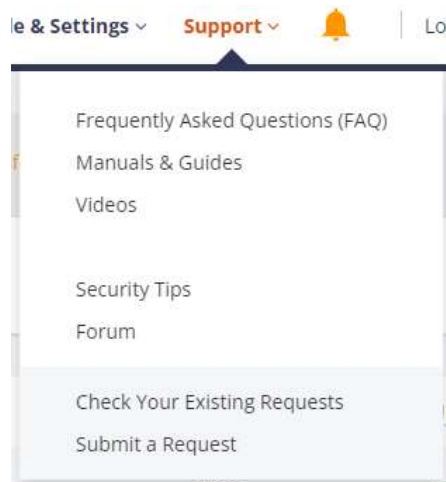 e & Settings Support Lo
Frequently Asked Questions (FAQ)
Manuals & Guides
Videos
Security Tips
Forum
Check Your Existing Requests
Submit a Request